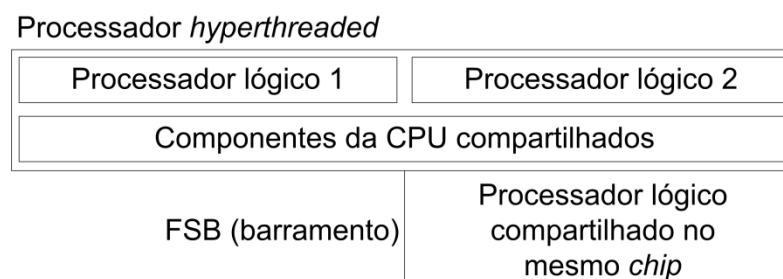 Processador hyperthreaded
Processador lógico 1
Processador lógico 2
Componentes da CPU compartilhados
FSB (barramento)
Processador lógico
compartilhado no
mesmo chip